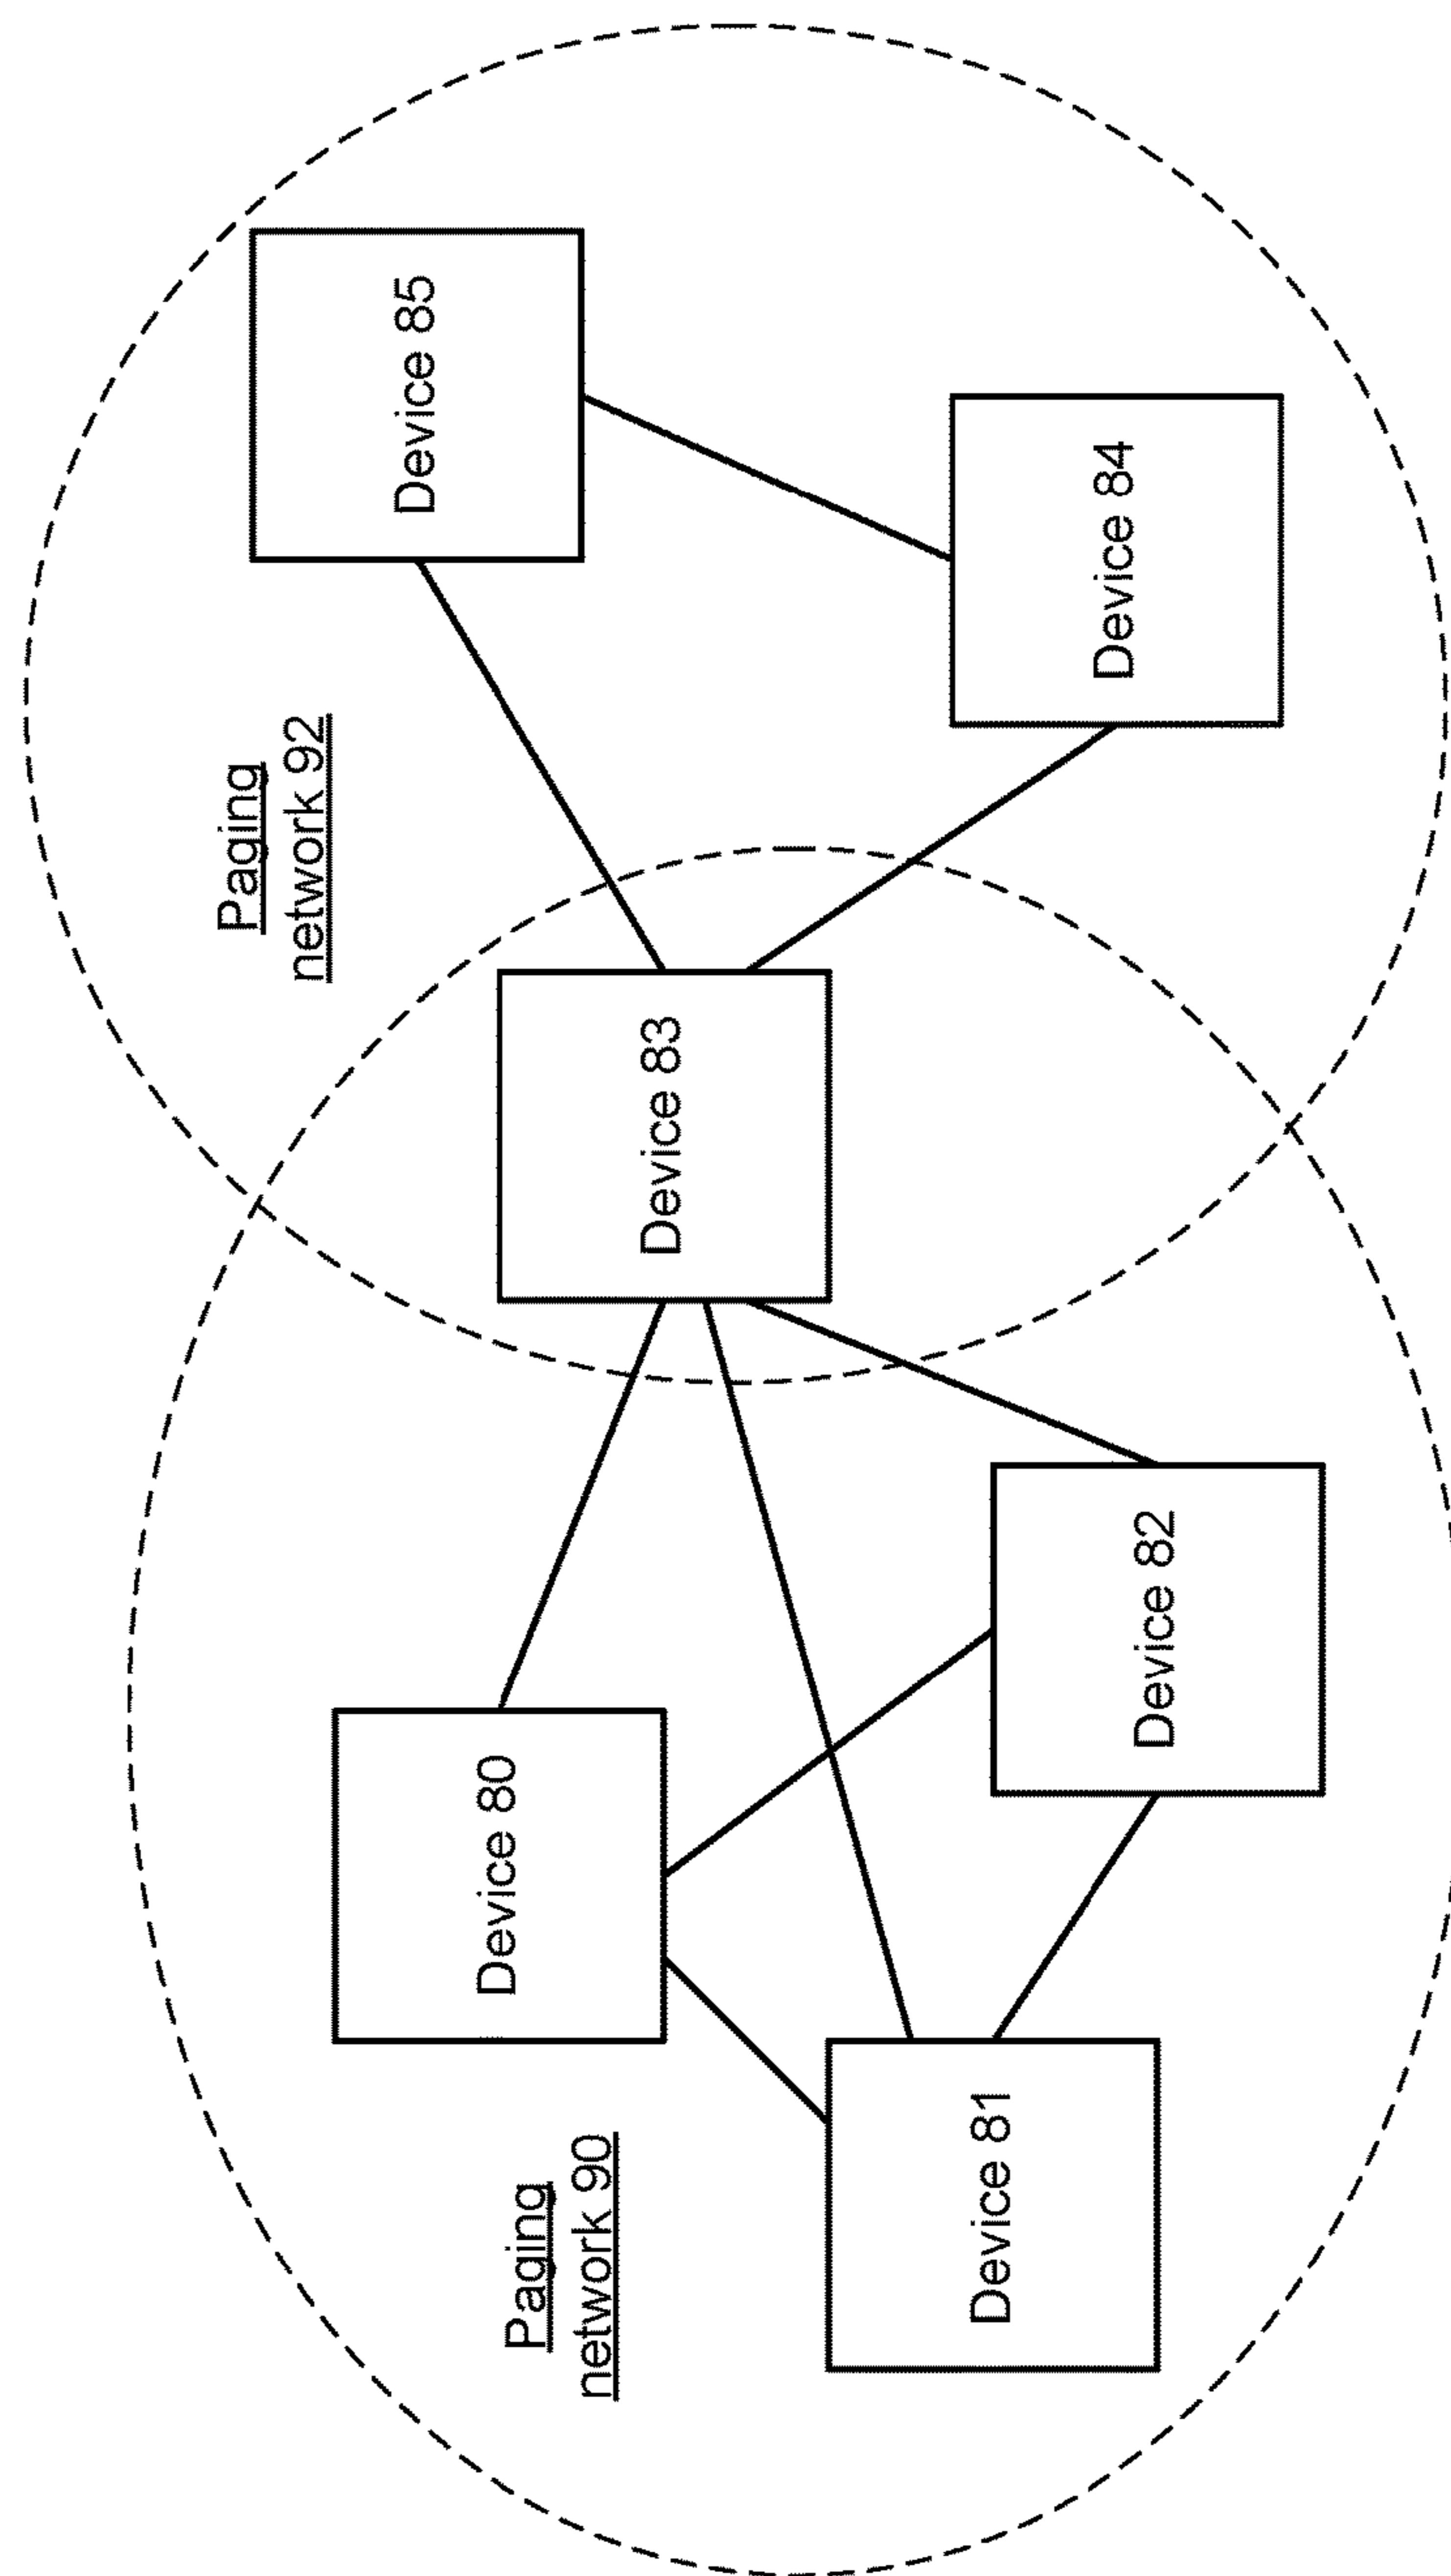 Paging
network 90
Device 81
Device 80
Device 82
Device 83
Paging
network 92
Device 85
Device 84